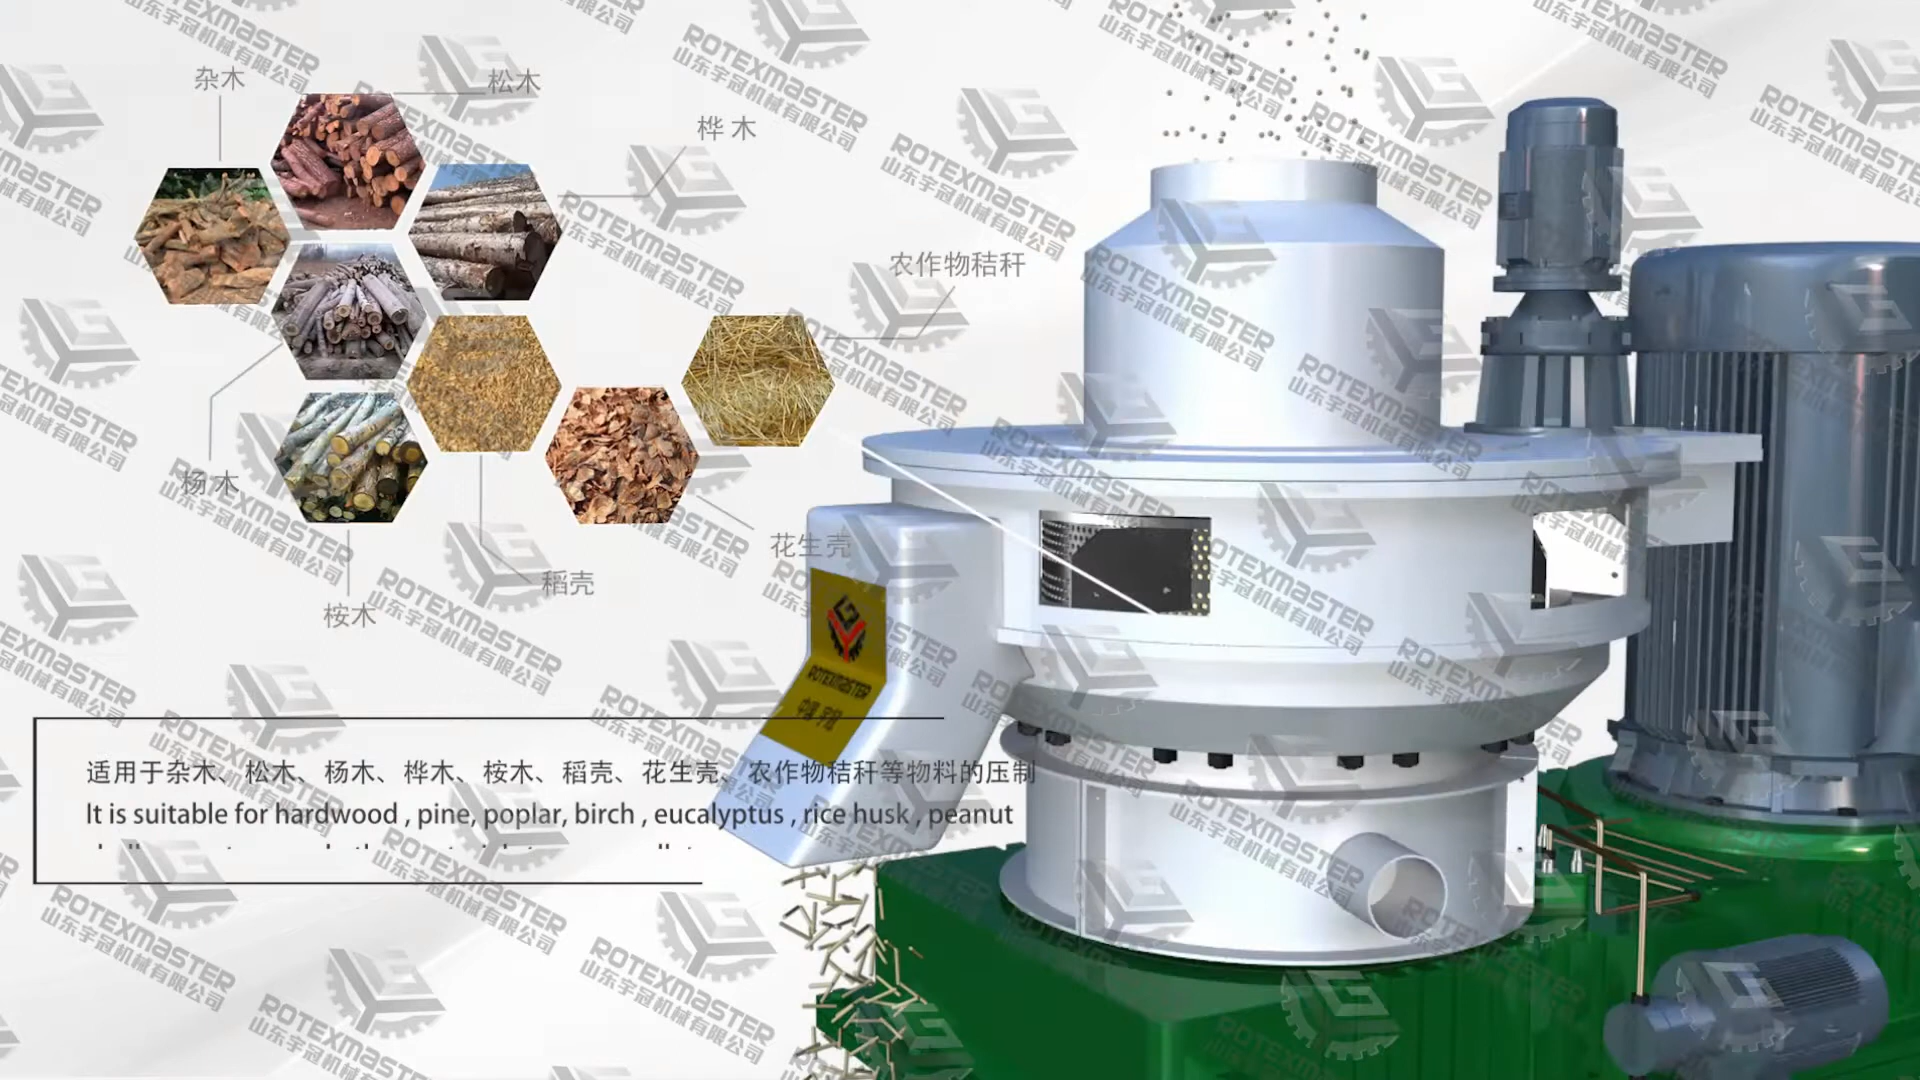 杂木
松木
桦木
农作物秸秆
杨木
花生壳
稻壳
桉木
ROTEXMASTER
适用于杂木、松木、杨木、桦木、桉木、稻壳、花生壳、农作物秸秆等物料的压制
It is suitable for hardwood , pine, poplar, birch , eucalyptus , rice husk , peanut
ROTEXMASTER
山东宇冠机械有限公司